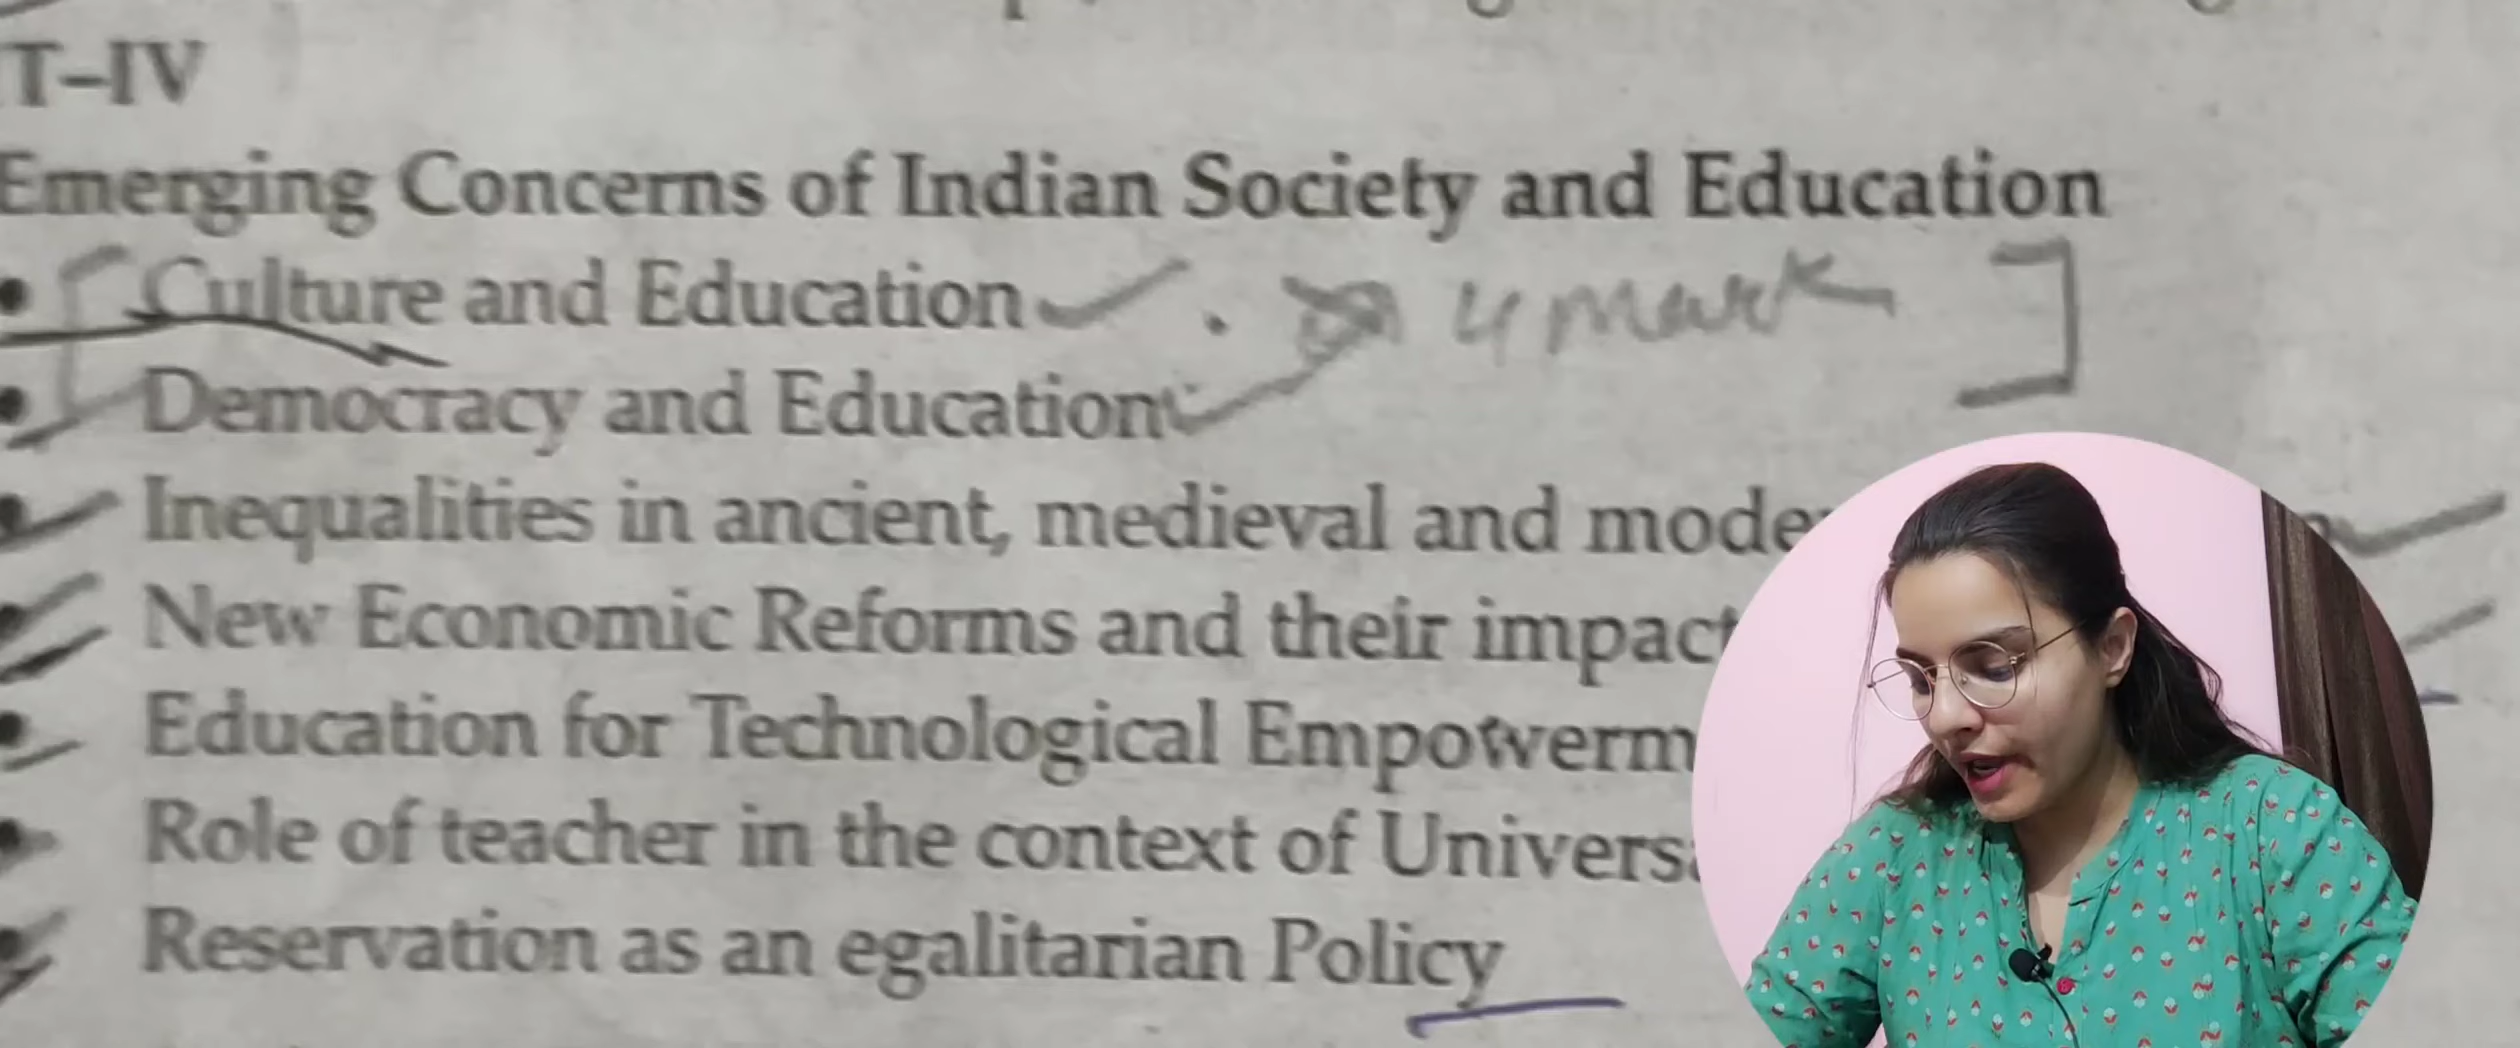 T–IV
Emerging Concerns of Indian Society and Education
• Culture and Education 4 mark
• Democracy and Education
• Inequalities in ancient, medieval and mode
• New Economic Reforms and their impact
• Education for Technological Empowerm
• Role of teacher in the context of Univers
• Reservation as an egalitarian Policy